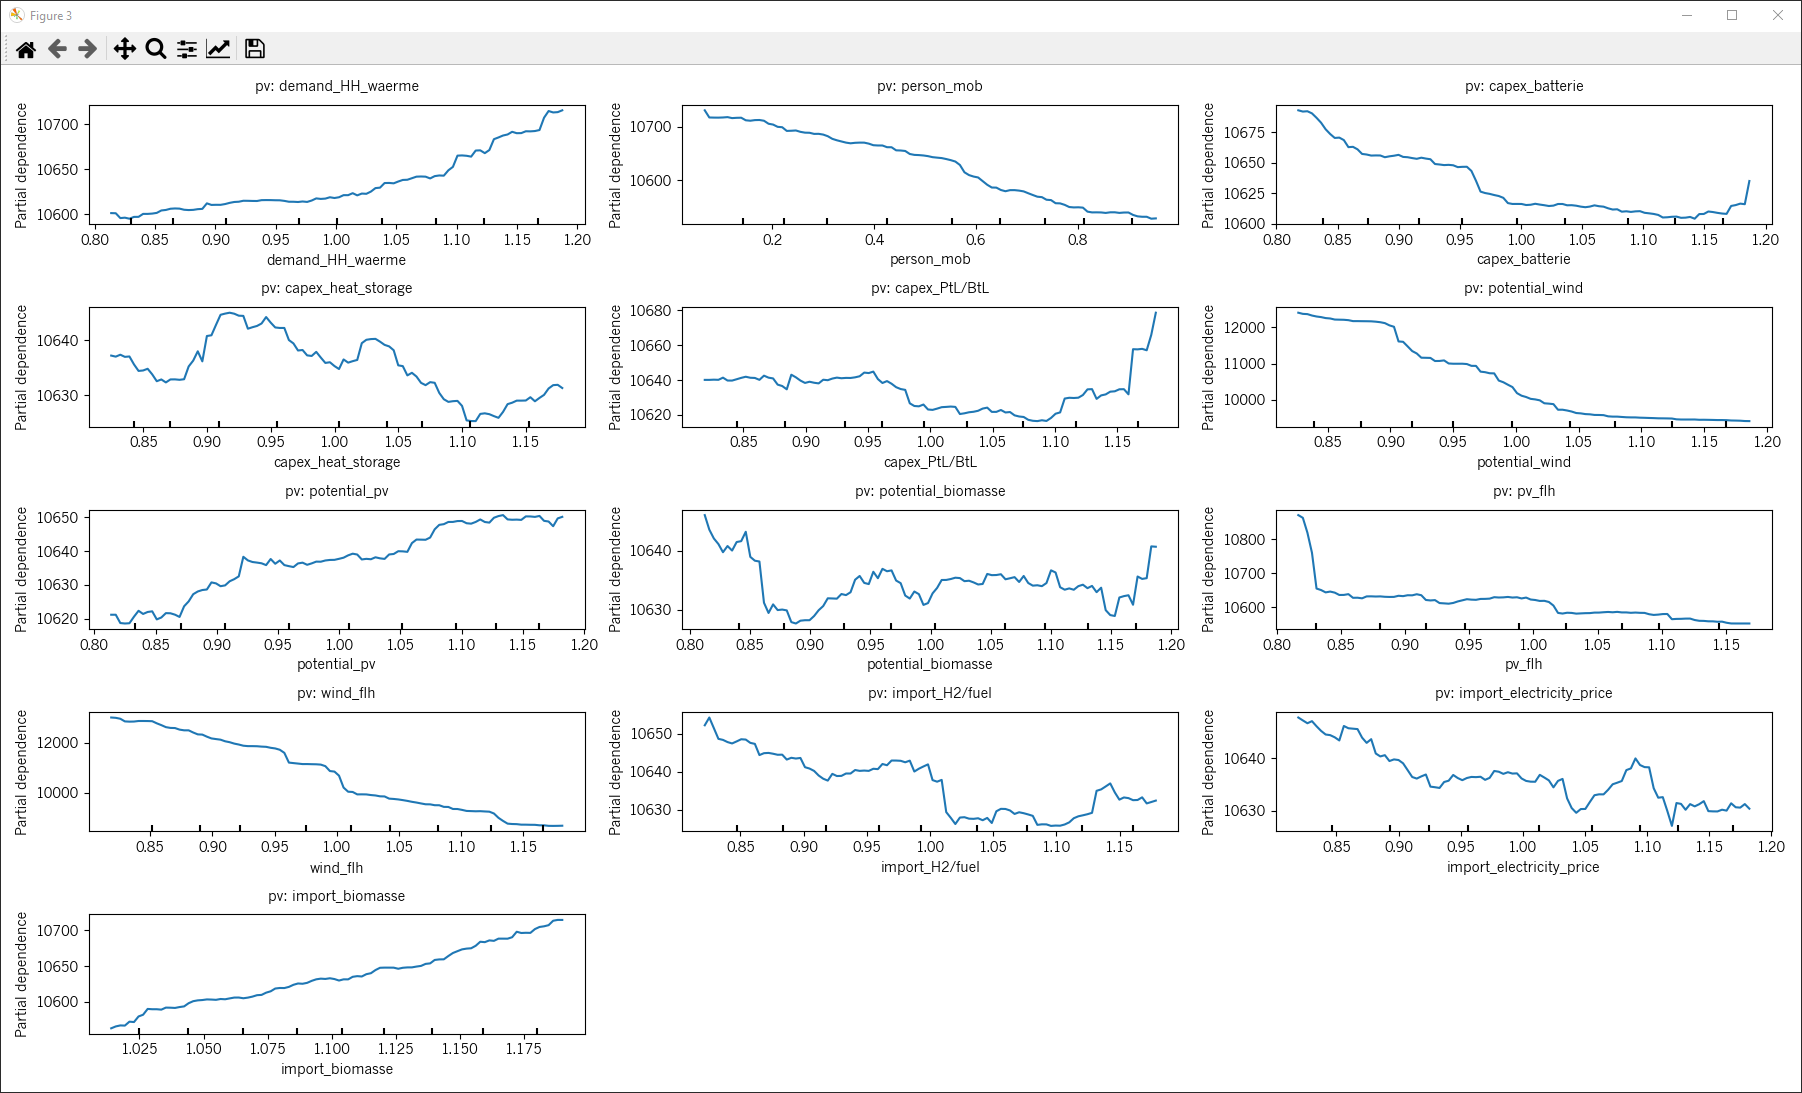 Figure 3
pv: demand_HH_waerme
Partial dependence
10700
10650
10600
0.80 0.85 0.90 0.95 1.00 1.05 1.10 1.15 1.20
demand_HH_waerme
pv: person_mob
Partial dependence
10700
10600
0.2 0.4 0.6 0.8
person_mob
pv: capex_batterie
Partial dependence
10675
10650
10625
10600
0.80 0.85 0.90 0.95 1.00 1.05 1.10 1.15 1.20
capex_batterie
pv: capex_heat_storage
Partial dependence
10640
10630
0.85 0.90 0.95 1.00 1.05 1.10 1.15
capex_heat_storage
pv: capex_PtL/BtL
Partial dependence
10680
10660
10640
10620
0.85 0.90 0.95 1.00 1.05 1.10 1.15
capex_PtL/BtL
pv: potential_wind
Partial dependence
12000
11000
10000
0.85 0.90 0.95 1.00 1.05 1.10 1.15 1.20
potential_wind
pv: potential_pv
Partial dependence
10650
10640
10630
10620
0.80 0.85 0.90 0.95 1.00 1.05 1.10 1.15 1.20
potential_pv
pv: potential_biomasse
Partial dependence
10640
10630
0.80 0.85 0.90 0.95 1.00 1.05 1.10 1.15 1.20
potential_biomasse
pv: pv_flh
Partial dependence
10800
10700
10600
0.80 0.85 0.90 0.95 1.00 1.05 1.10 1.15
pv_flh
pv: wind_flh
Partial dependence
12000
10000
0.85 0.90 0.95 1.00 1.05 1.10 1.15
wind_flh
pv: import_H2/fuel
Partial dependence
10650
10640
10630
0.85 0.90 0.95 1.00 1.05 1.10 1.15
import_H2/fuel
pv: import_electricity_price
Partial dependence
10640
10630
0.85 0.90 0.95 1.00 1.05 1.10 1.15 1.20
import_electricity_price
pv: import_biomasse
Partial dependence
10700
10650
10600
1.025 1.050 1.075 1.100 1.125 1.150 1.175
import_biomasse